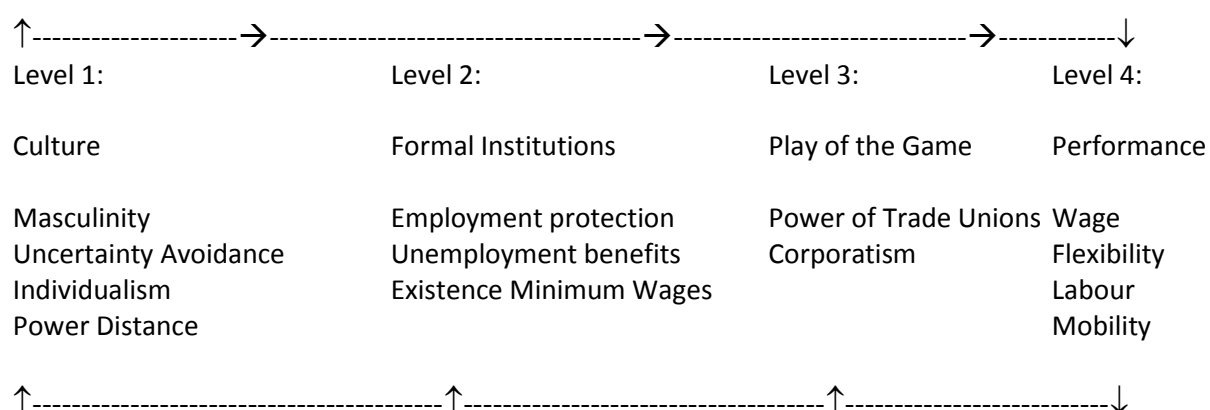 ↑---------------------→--------------------------------------→------------------------------→------------↓
Level 1: Level 2: Level 3: Level 4:
Culture Formal Institutions Play of the Game Performance
Masculinity Employment protection Power of Trade Unions Wage
Uncertainty Avoidance Unemployment benefits Corporatism Flexibility
Individualism Existence Minimum Wages Labour
Power Distance Mobility
↑------------------------------------------↑--------------------------------------↑----------------------------↓